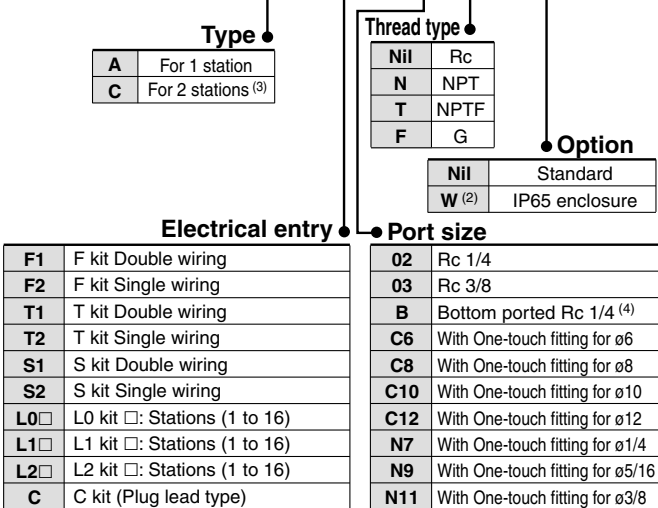 Type
A For 1 station
C For 2 stations (3)
Thread type
Nil Rc
N NPT
T NPTF
F G
Option
Nil Standard
W (2) IP65 enclosure
Electrical entry
F1 F kit Double wiring
F2 F kit Single wiring
T1 T kit Double wiring
T2 T kit Single wiring
S1 S kit Double wiring
S2 S kit Single wiring
L0□ L0 kit □: Stations (1 to 16)
L1□ L1 kit □: Stations (1 to 16)
L2□ L2 kit □: Stations (1 to 16)
C C kit (Plug lead type)
Port size
02 Rc 1/4
03 Rc 3/8
B Bottom ported Rc 1/4 (4)
C6 With One-touch fitting for ø6
C8 With One-touch fitting for ø8
C10 With One-touch fitting for ø10
C12 With One-touch fitting for ø12
N7 With One-touch fitting for ø1/4
N9 With One-touch fitting for ø5/16
N11 With One-touch fitting for ø3/8